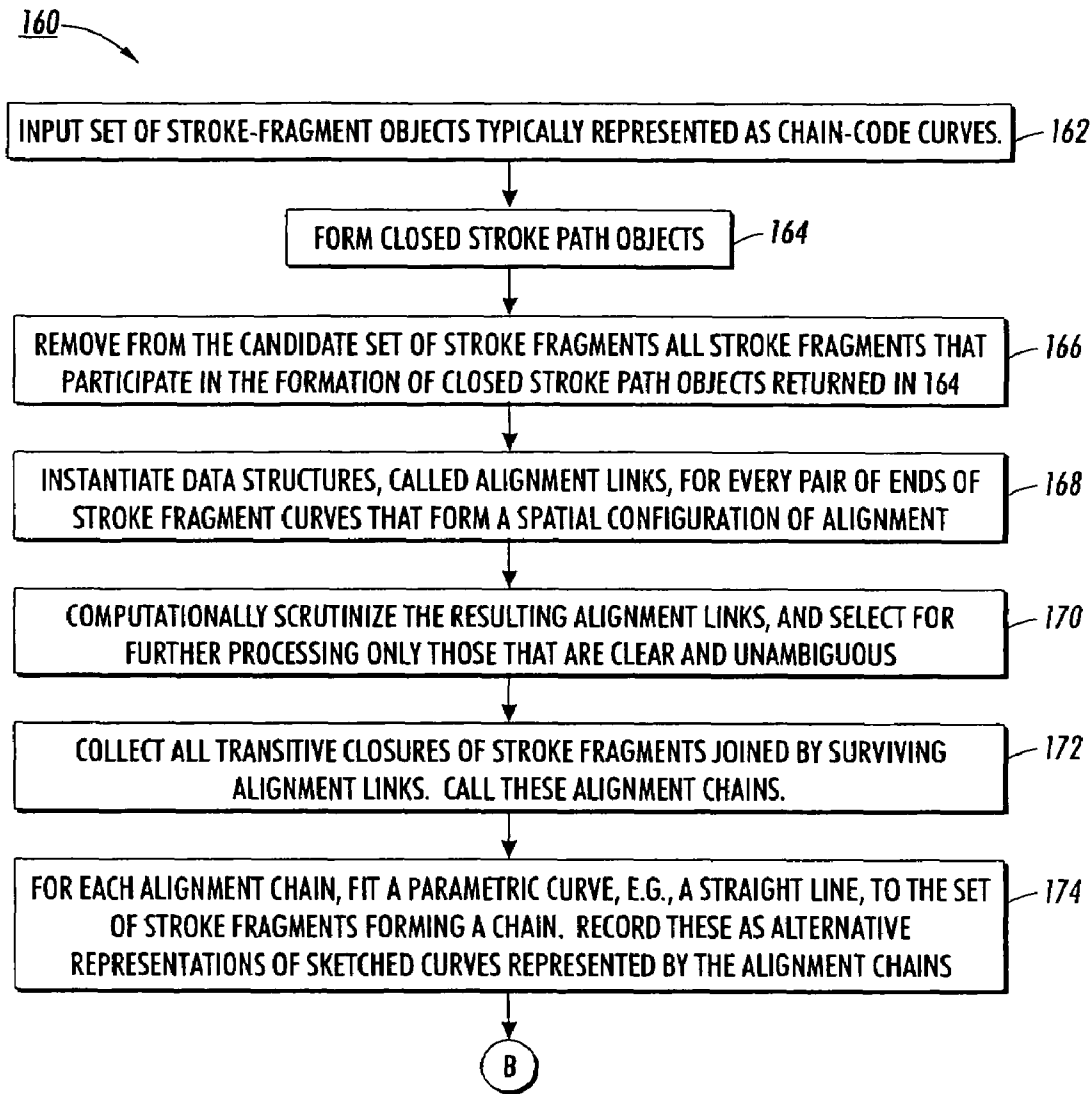 160
INPUT SET OF STROKE-FRAGMENT OBJECTS TYPICALLY REPRESENTED AS CHAIN-CODE CURVES.
162
FORM CLOSED STROKE PATH OBJECTS
164
REMOVE FROM THE CANDIDATE SET OF STROKE FRAGMENTS ALL STROKE FRAGMENTS THAT
PARTICIPATE IN THE FORMATION OF CLOSED STROKE PATH OBJECTS RETURNED IN 164
166
INSTANTIATE DATA STRUCTURES, CALLED ALIGNMENT LINKS, FOR EVERY PAIR OF ENDS OF
STROKE FRAGMENT CURVES THAT FORM A SPATIAL CONFIGURATION OF ALIGNMENT
168
COMPUTATIONALLY SCRUTINIZE THE RESULTING ALIGNMENT LINKS, AND SELECT FOR
FURTHER PROCESSING ONLY THOSE THAT ARE CLEAR AND UNAMBIGUOUS
170
COLLECT ALL TRANSITIVE CLOSURES OF STROKE FRAGMENTS JOINED BY SURVIVING
ALIGNMENT LINKS. CALL THESE ALIGNMENT CHAINS.
172
FOR EACH ALIGNMENT CHAIN, FIT A PARAMETRIC CURVE, E.G., A STRAIGHT LINE, TO THE SET
OF STROKE FRAGMENTS FORMING A CHAIN. RECORD THESE AS ALTERNATIVE
REPRESENTATIONS OF SKETCHED CURVES REPRESENTED BY THE ALIGNMENT CHAINS
174
B